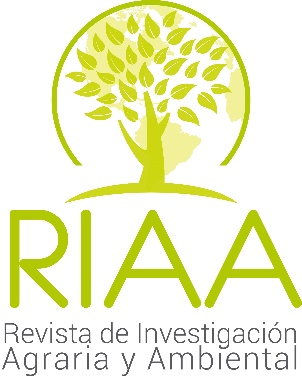 RIAA
Revista de Investigación
Agraria y Ambiental